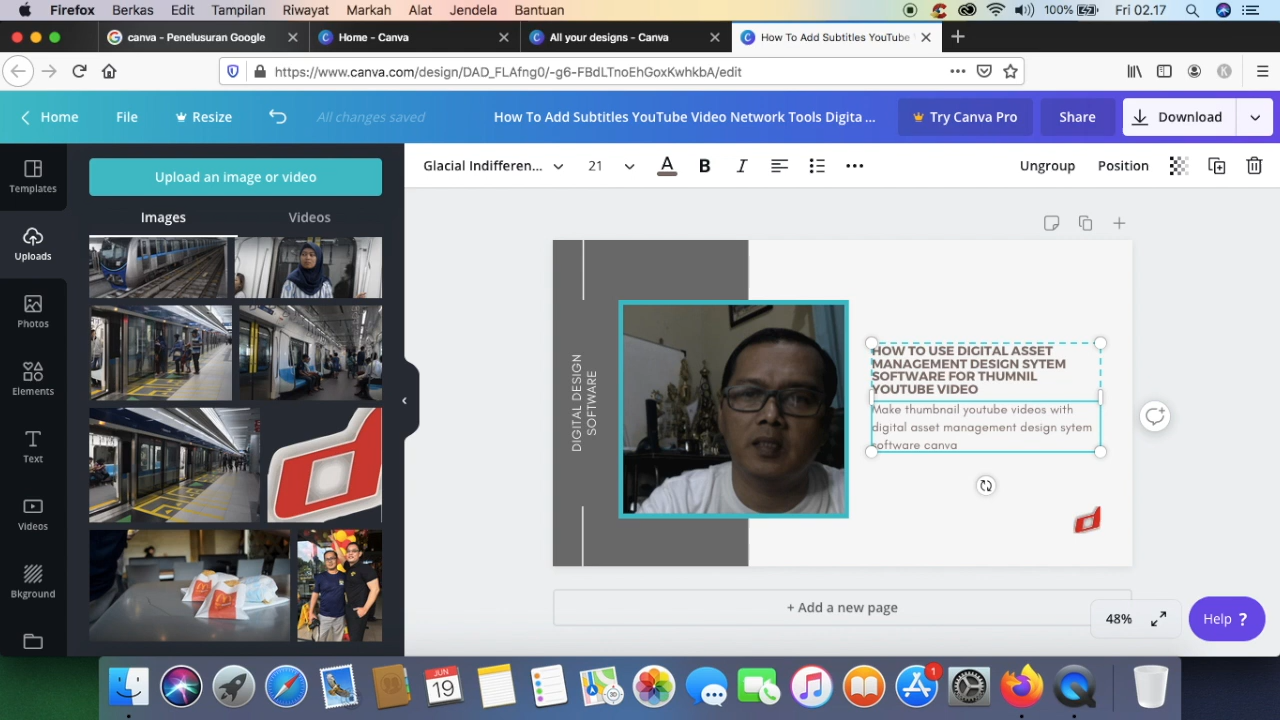 Firefox Berkas Edit Tampilan Riwayat Markah Alat Jendela Bantuan 100% Fri 02.17
canva - Penelusuran Google
Home - Canva
All your designs - Canva
How To Add Subtitles YouTube
https://www.canva.com/design/DAD_FLAfng0/-g6-FBdLTnoEhGoxKwhkbA/edit
Home File Resize All changes saved How To Add Subtitles YouTube Video Network Tools Digita ... Try Canva Pro Share Download
Templates
Uploads
Photos
Elements
Text
Videos
Bkground
Upload an image or video
Images Videos
Glacial Indifferen... 21 A B I Ungroup Position
DIGITAL DESIGN
SOFTWARE
HOW TO USE DIGITAL ASSET
MANAGEMENT DESIGN SYTEM
SOFTWARE FOR THUMNIL
YOUTUBE VIDEO
Make thumbnail youtube videos with
digital asset management design sytem
software canva
+ Add a new page
48%
Help ?
JUN
19
1